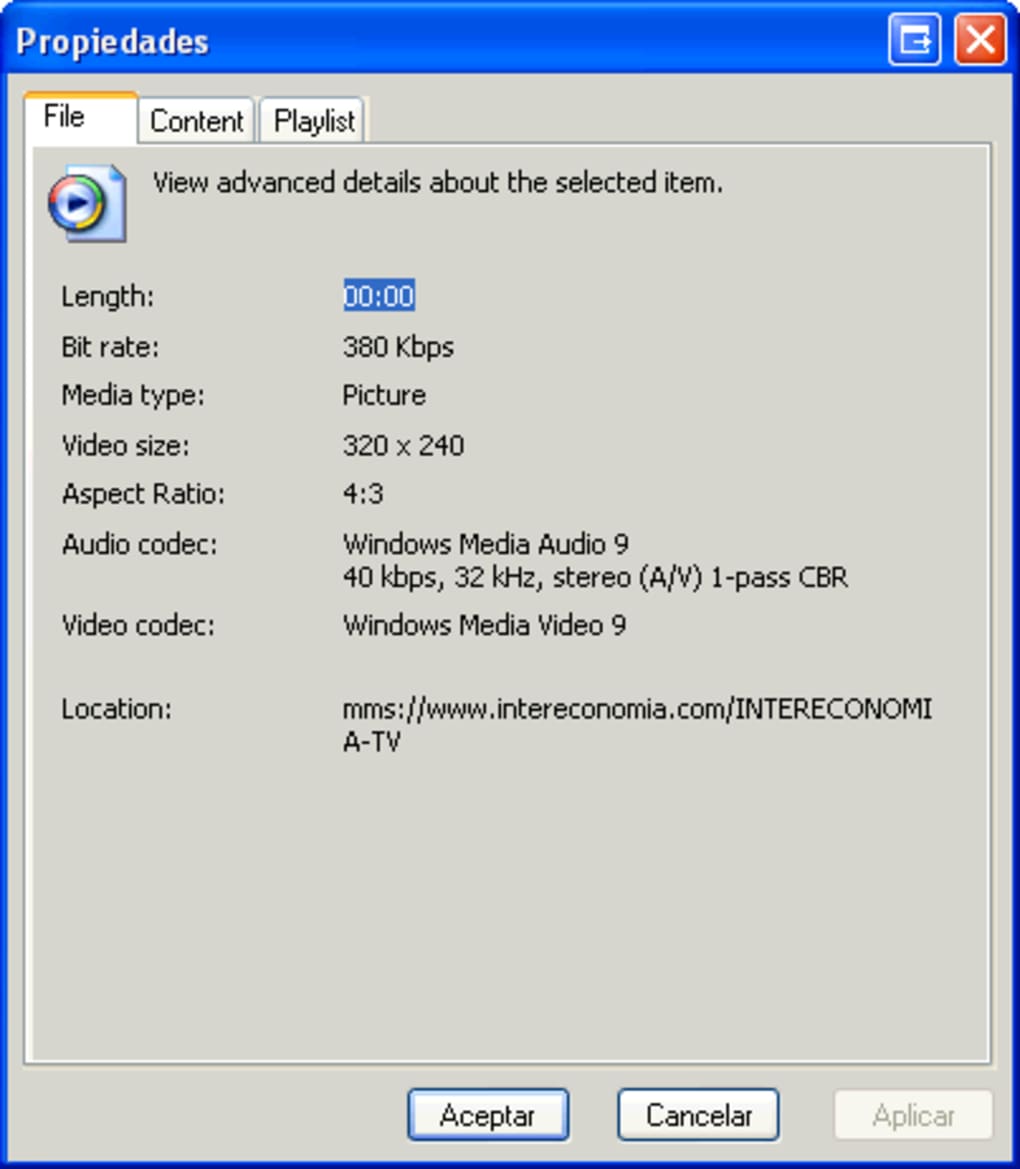 Propiedades
File Content Playlist
View advanced details about the selected item.
Length: 00:00
Bit rate: 380 Kbps
Media type: Picture
Video size: 320 x 240
Aspect Ratio: 4:3
Audio codec: Windows Media Audio 9
40 kbps, 32 kHz, stereo (A/V) 1-pass CBR
Video codec: Windows Media Video 9
Location: mms://www.intereconomia.com/INTERECONOMI
A-TV
Aceptar Cancelar Aplicar